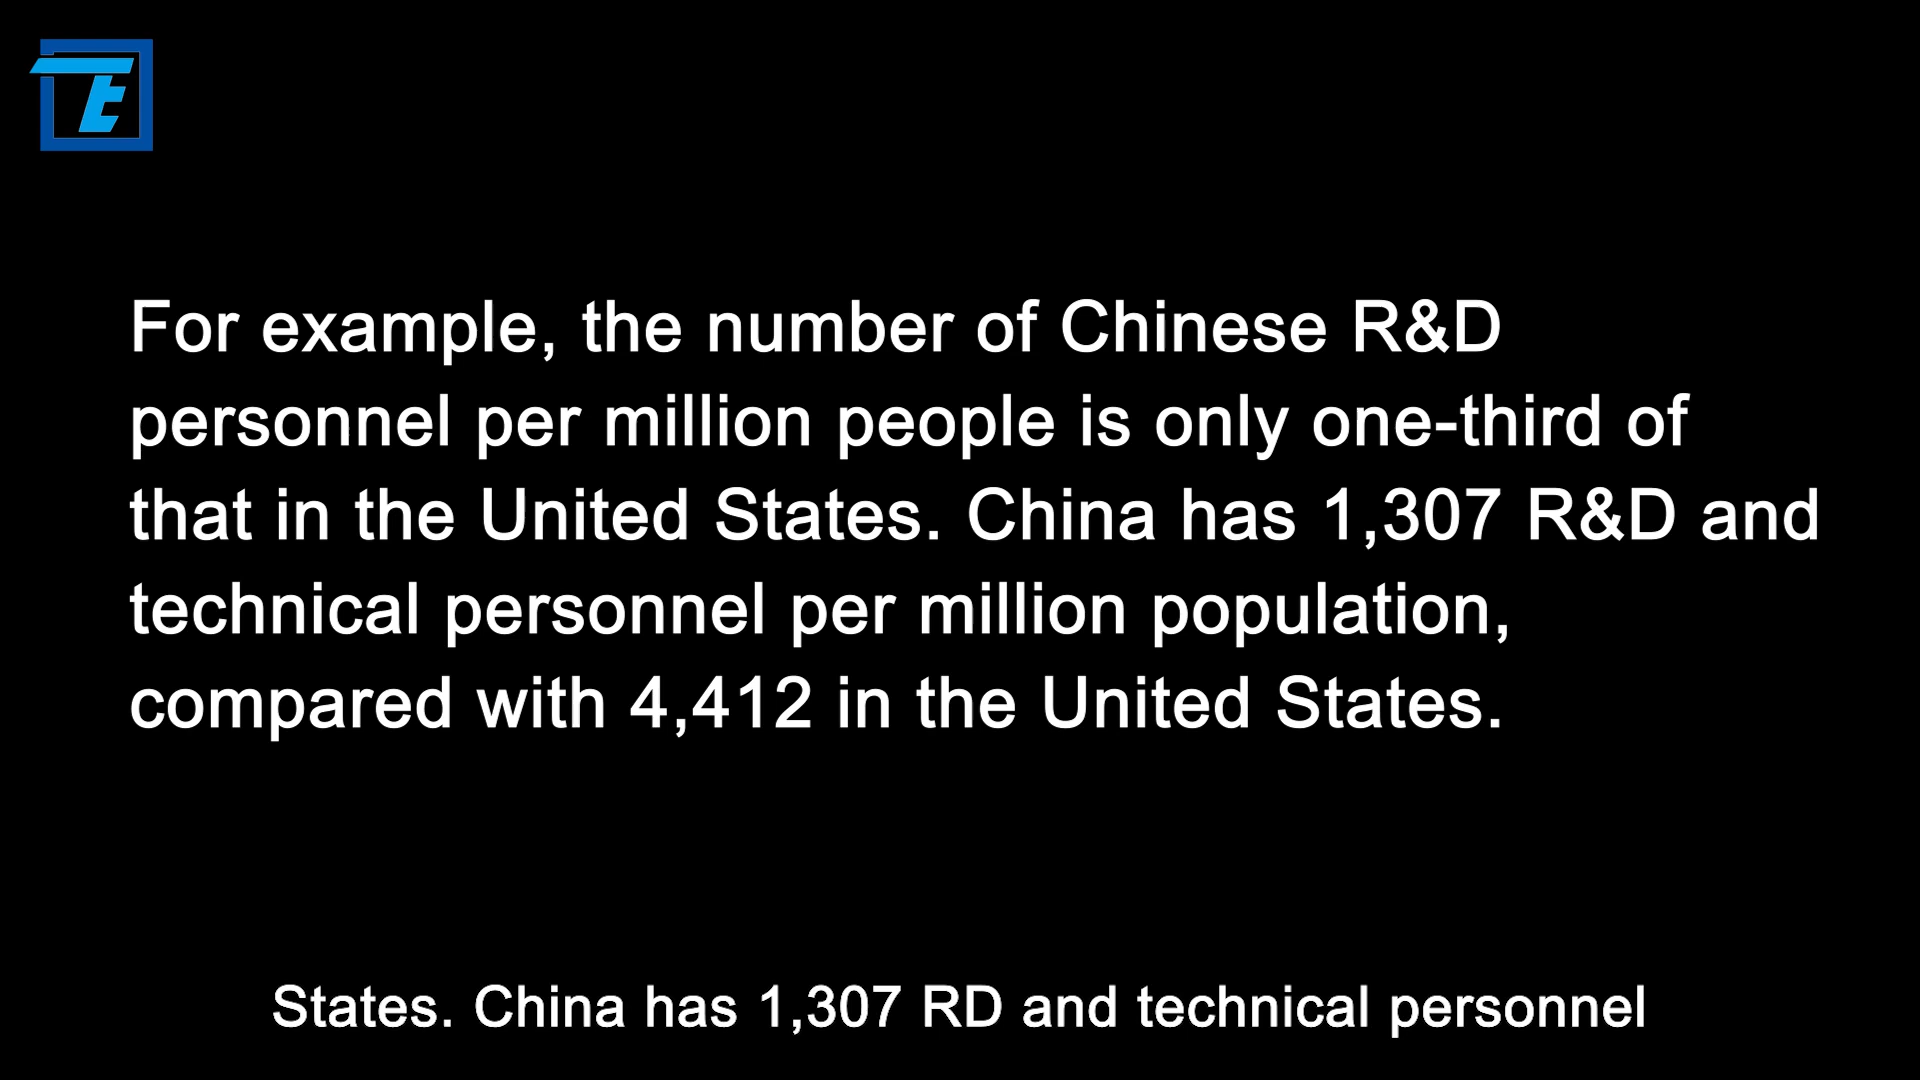 For example, the number of Chinese R&D
personnel per million people is only one-third of
that in the United States. China has 1,307 R&D and
technical personnel per million population,
compared with 4,412 in the United States.
States. China has 1,307 RD and technical personnel